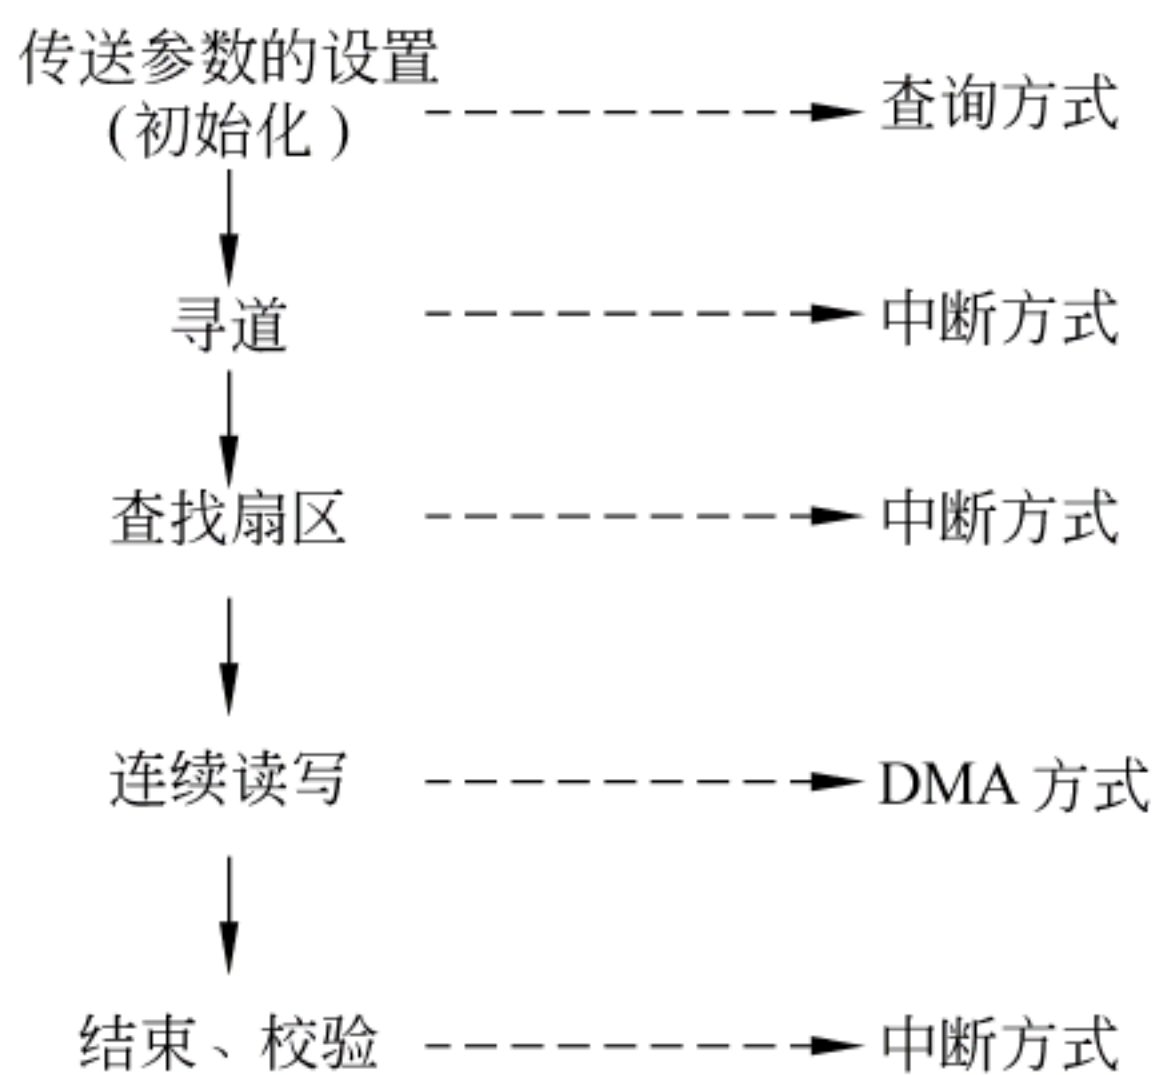 传送参数的设置
(初始化)
查询方式
寻道
中断方式
查找扇区
中断方式
连续读写
DMA 方式
结束、校验
中断方式